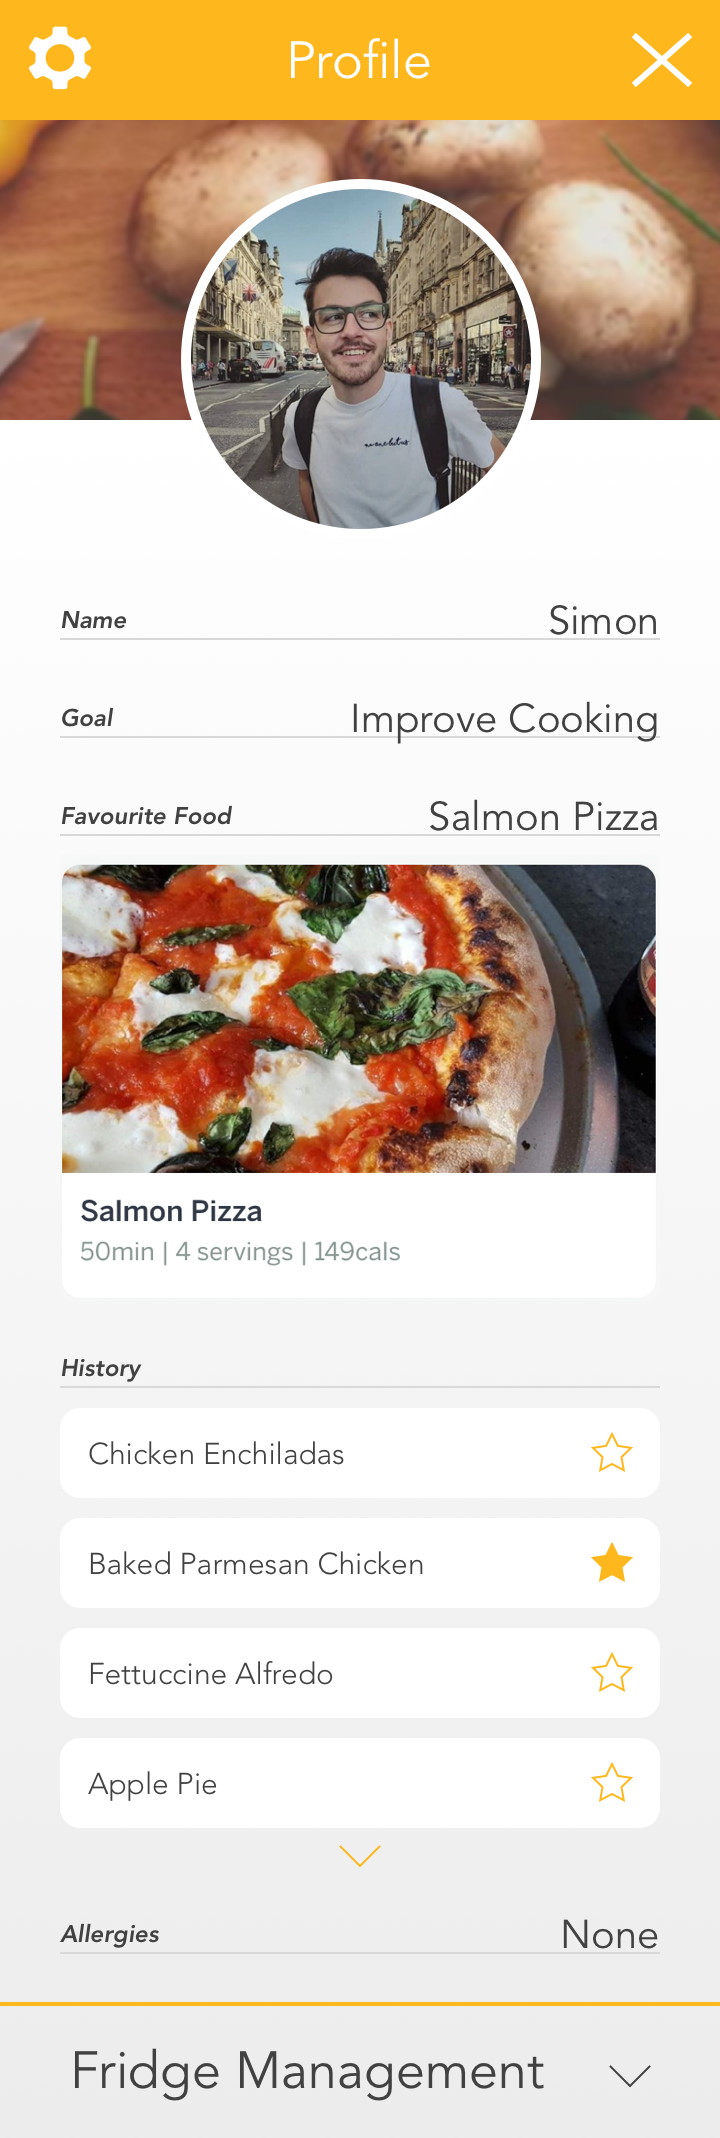 Profile
Name Simon
Goal Improve Cooking
Favourite Food Salmon Pizza
Salmon Pizza
50min | 4 servings | 149cals
History
Chicken Enchiladas
Baked Parmesan Chicken
Fettuccine Alfredo
Apple Pie
Allergies None
Fridge Management